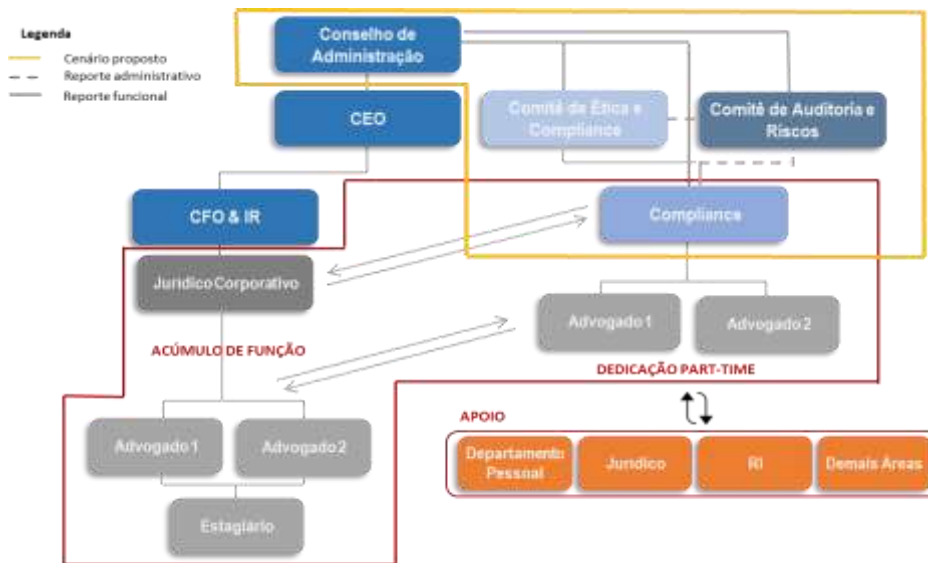 Legenda
Cenário proposto
Reporte administrativo
Reporte funcional
Conselho de
Administração
CEO
Comitê de Ética e
Compliance
Comitê de Auditoria e
Riscos
CFO & IR
Compliance
Jurídico Corporativo
Advogado 1
Advogado 2
ACÚMULO DE FUNÇÃO
DEDICAÇÃO PART-TIME
APOIO
Advogado 1
Advogado 2
Departamento
Pessoal
Jurídico
RI
Demais Áreas
Estagiário